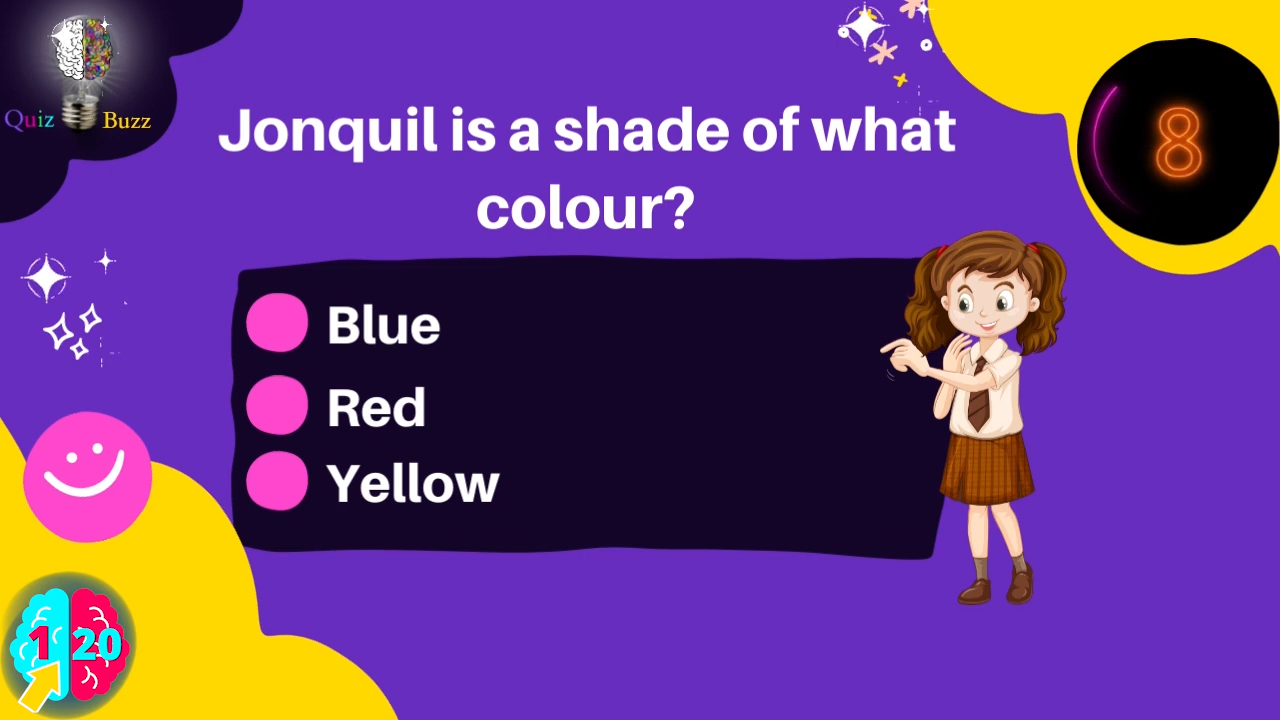 Quiz Buzz
8
Jonquil is a shade of what
colour?
Blue
Red
Yellow
1 20